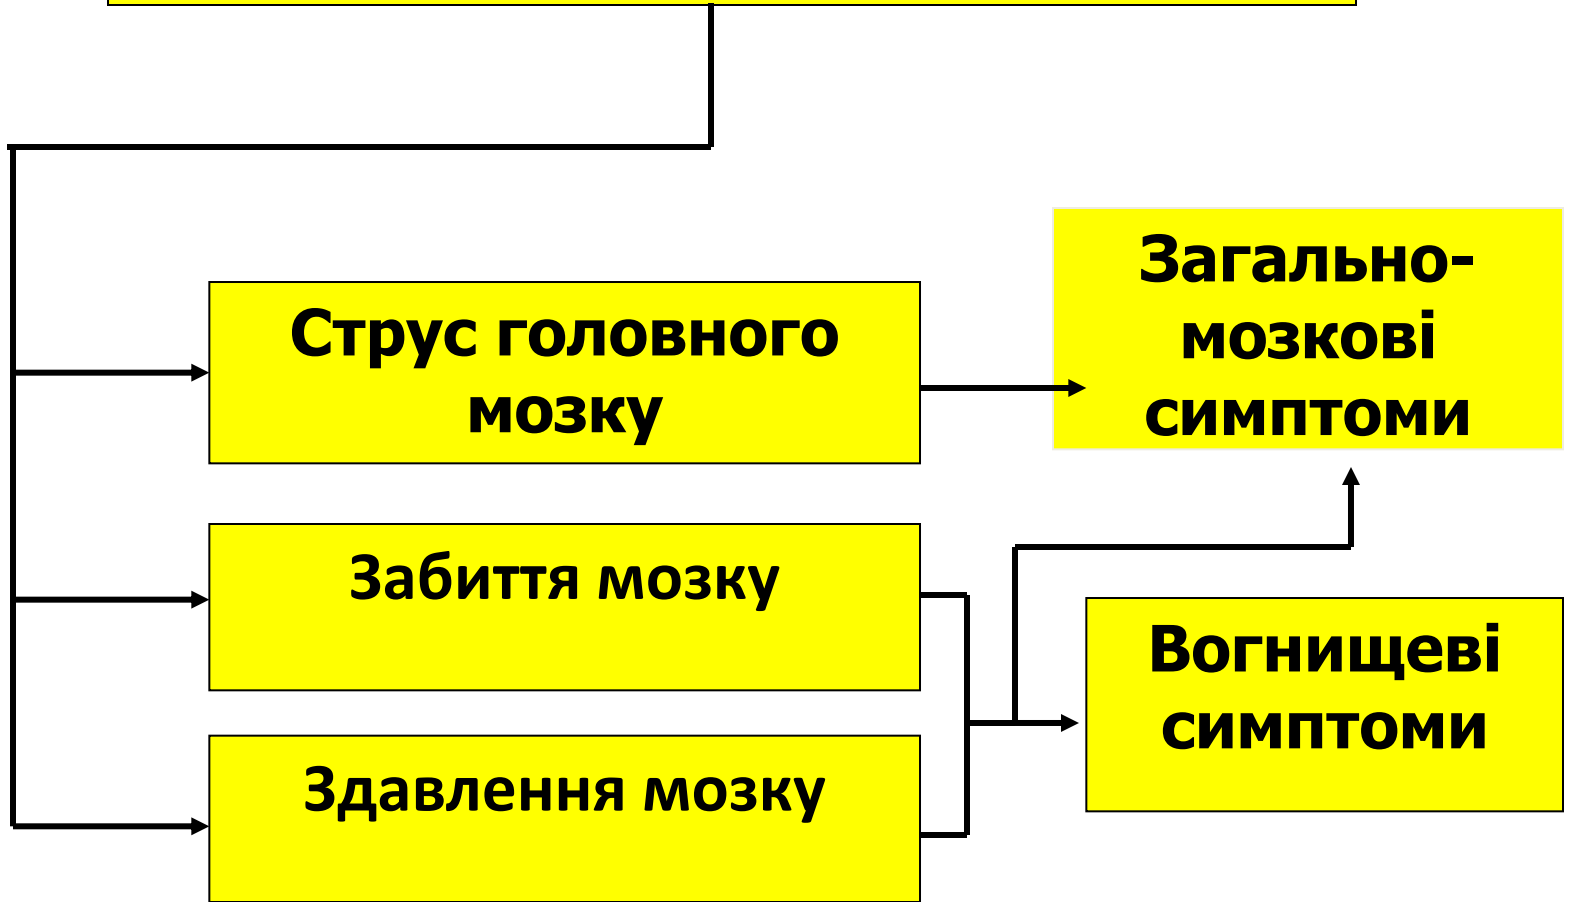 Загально-
мозкові
симптоми
Струс головного
мозку
Забиття мозку
Вогнищеві
симптоми
Здавлення мозку